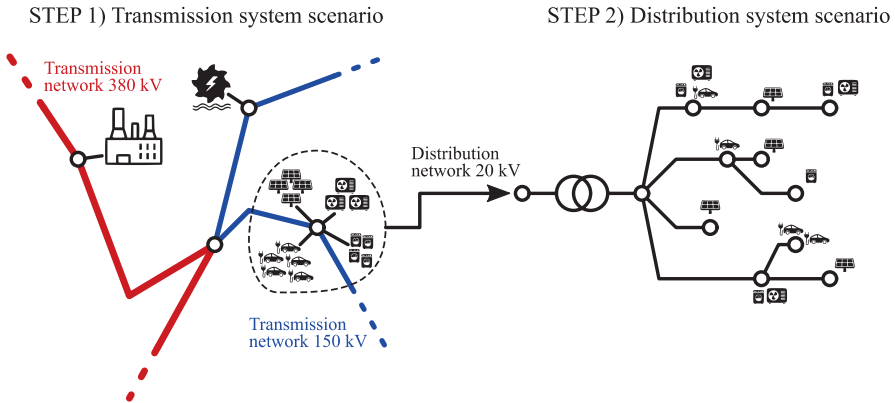 STEP 1) Transmission system scenario
STEP 2) Distribution system scenario
Transmission
network 380 kV
Distribution
network 20 kV
Transmission
network 150 kV